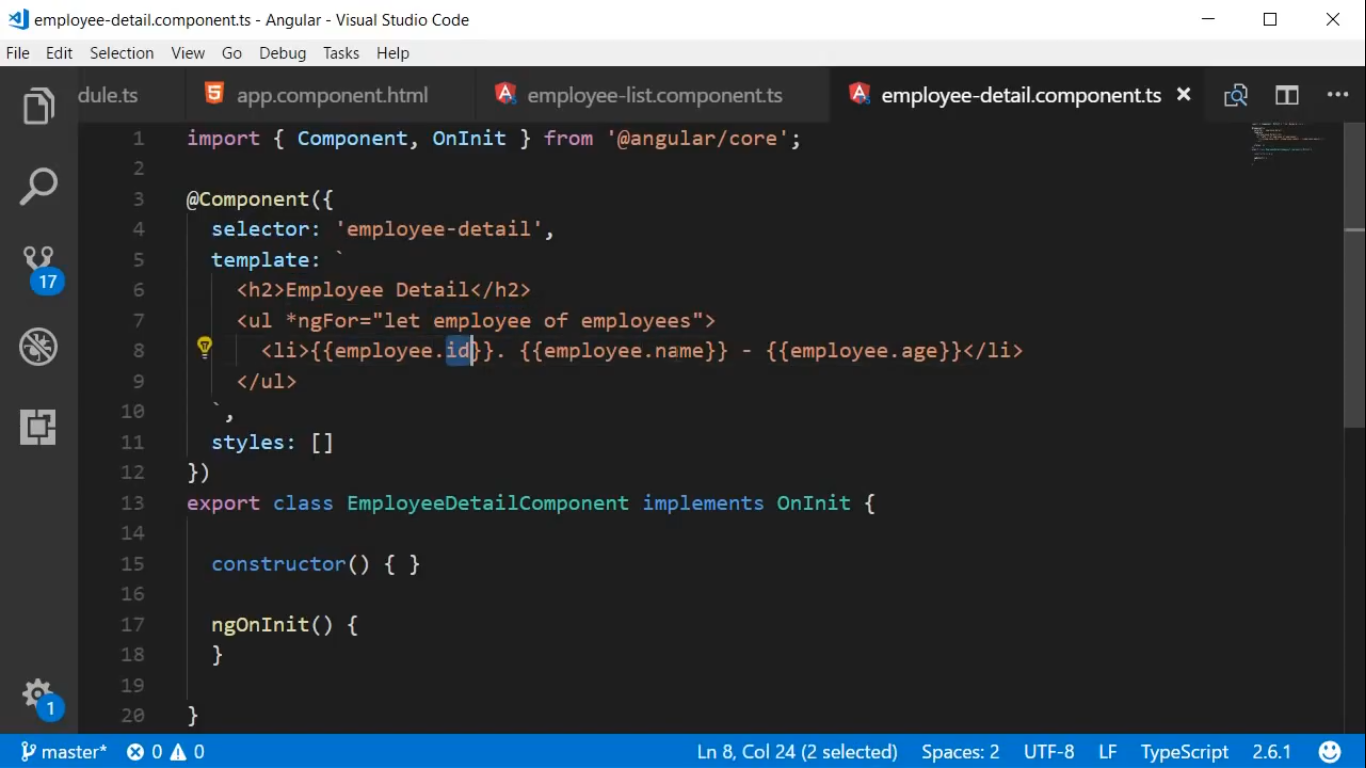 employee-detail.component.ts - Angular - Visual Studio Code
File Edit Selection View Go Debug Tasks Help
dule.ts app.component.html employee-list.component.ts employee-detail.component.ts
1 import { Component, OnInit } from '@angular/core';
2
3 @Component({
4 selector: 'employee-detail',
5 template: `
6 <h2>Employee Detail</h2>
7 <ul *ngFor="let employee of employees">
8 <li>{{employee.id}}. {{employee.name}} - {{employee.age}}</li>
9 </ul>
10 `,
11 styles: []
12 })
13 export class EmployeeDetailComponent implements OnInit {
14
15 constructor() { }
16
17 ngOnInit() {
18 }
19
20 }
17
1
master* 0 0 Ln 8, Col 24 (2 selected) Spaces: 2 UTF-8 LF TypeScript 2.6.1